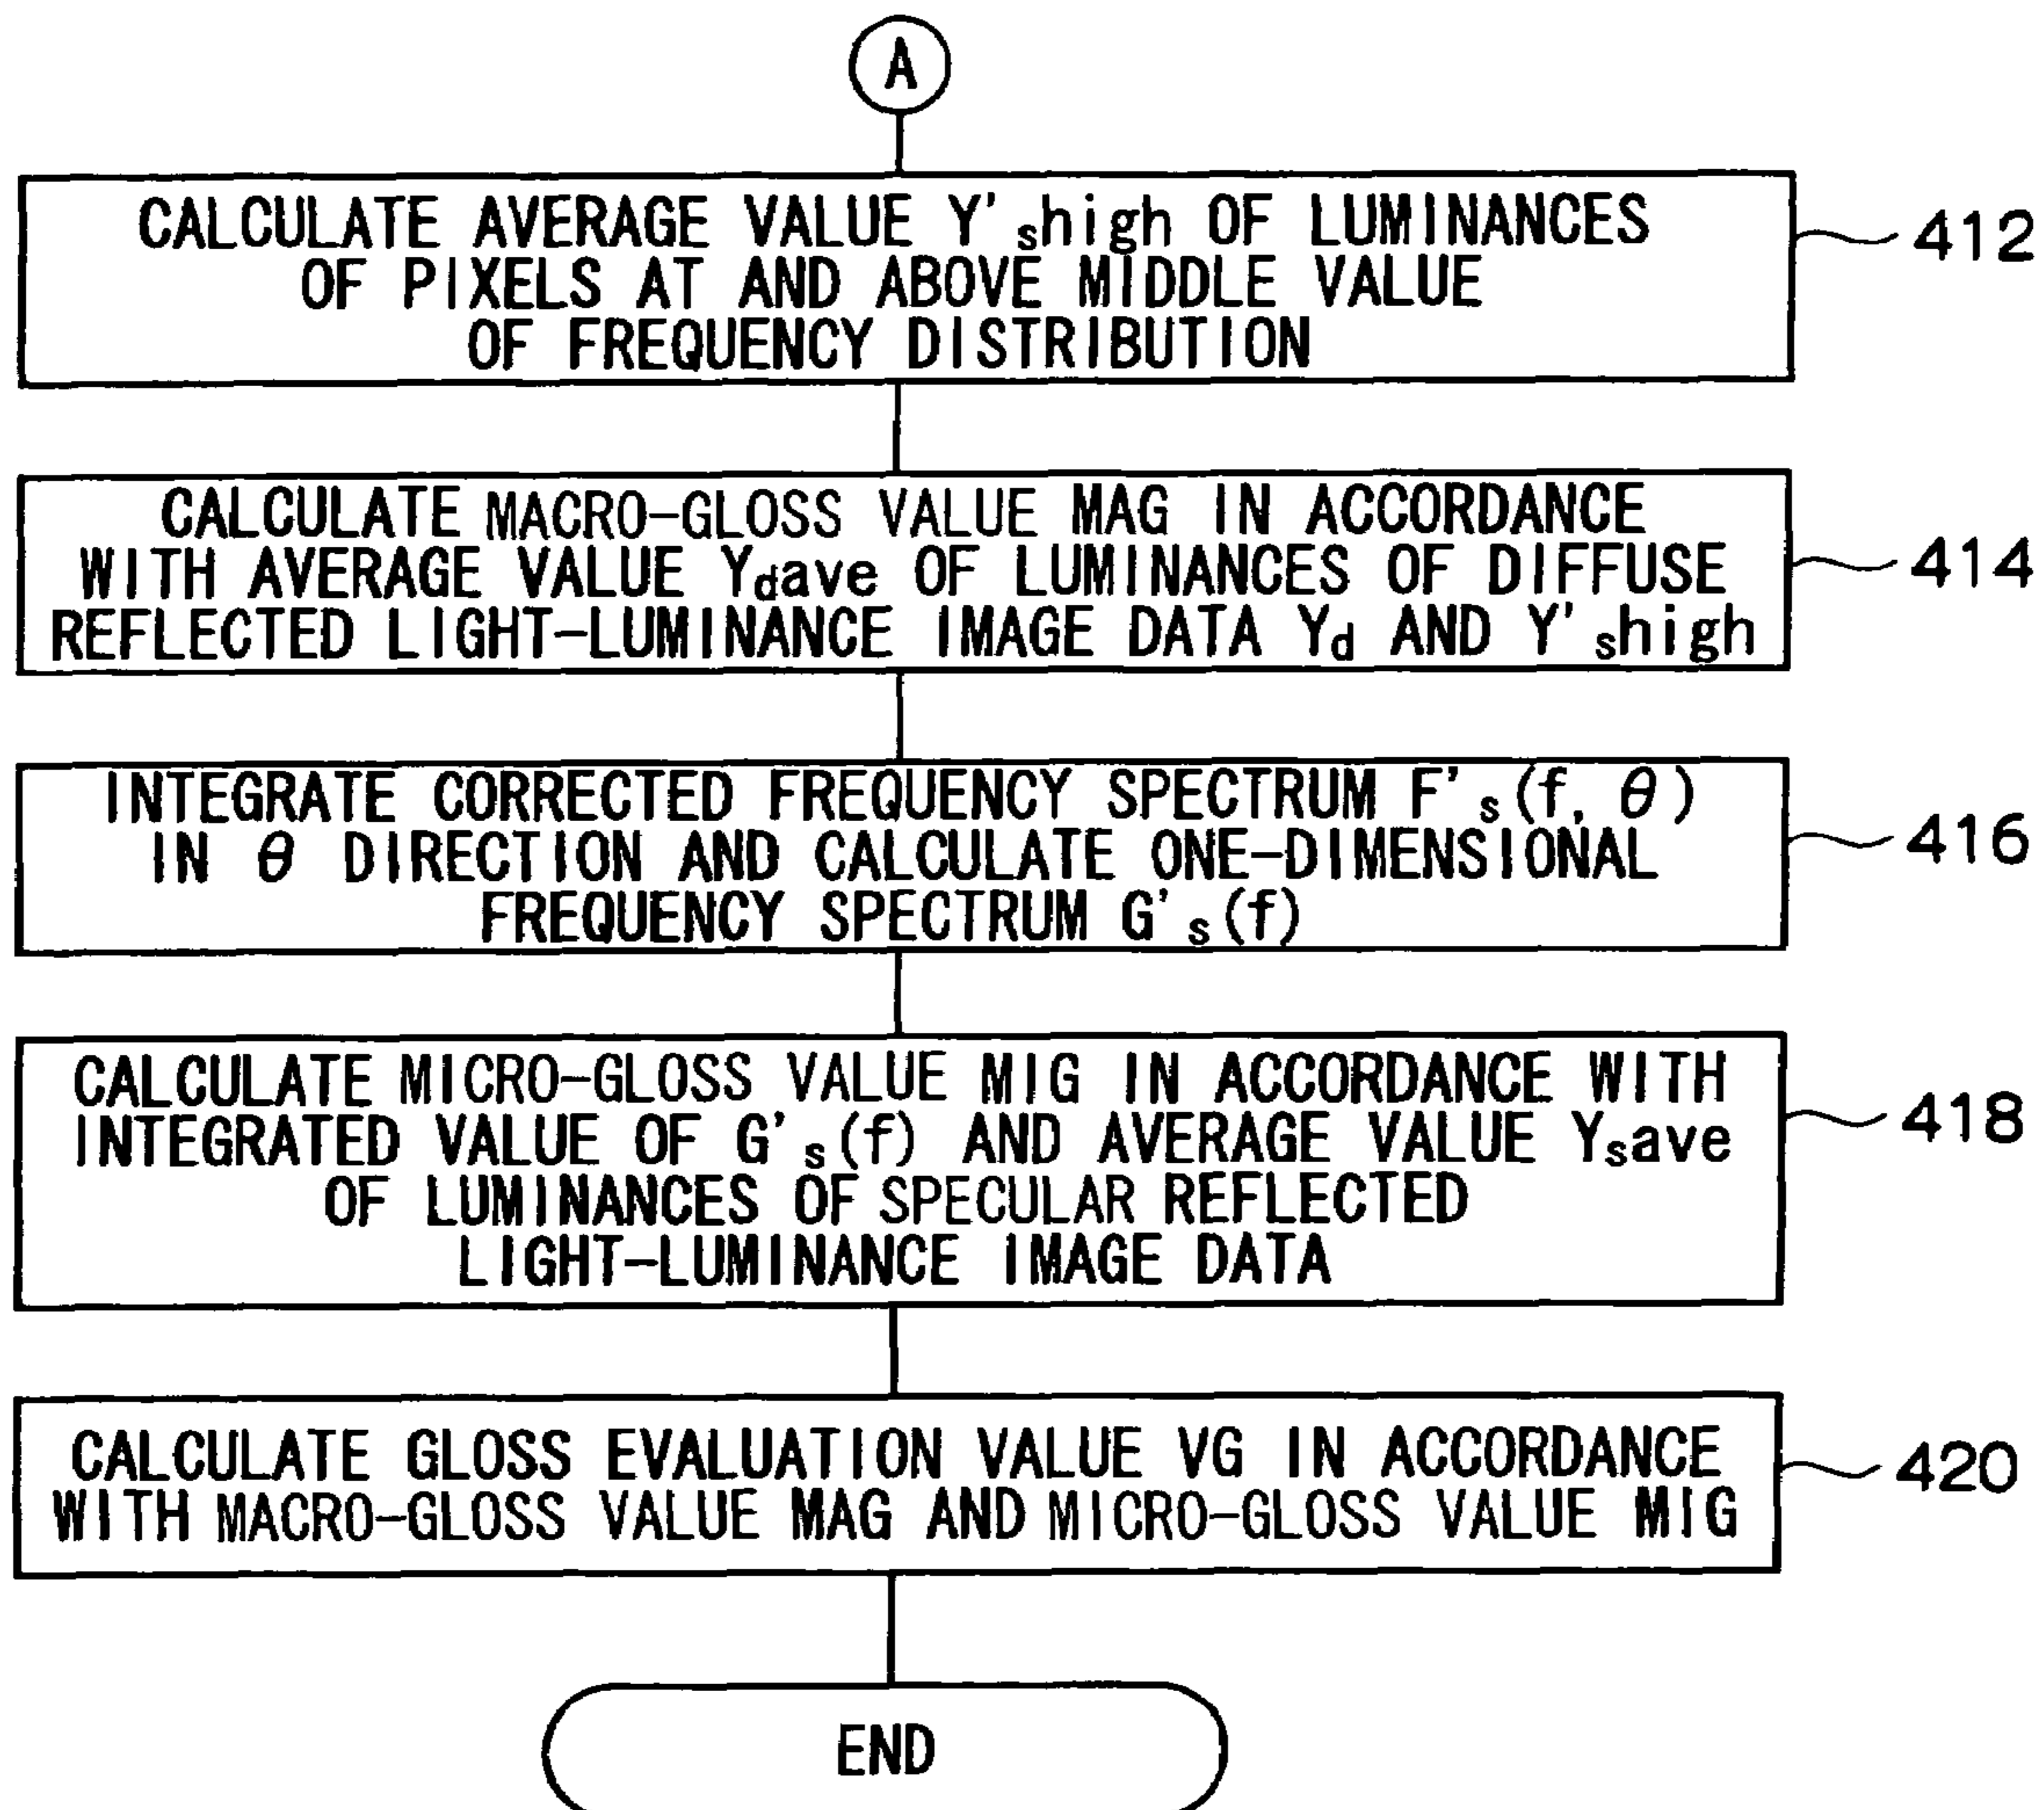 A
CALCULATE AVERAGE VALUE Y'shigh OF LUMINANCES
OF PIXELS AT AND ABOVE MIDDLE VALUE
OF FREQUENCY DISTRIBUTION
412
CALCULATE MACRO-GLOSS VALUE MAG IN ACCORDANCE
WITH AVERAGE VALUE Ydave OF LUMINANCES OF DIFFUSE
REFLECTED LIGHT-LUMINANCE IMAGE DATA Yd AND Y'shigh
414
INTEGRATE CORRECTED FREQUENCY SPECTRUM F's(f, θ)
IN θ DIRECTION AND CALCULATE ONE-DIMENSIONAL
FREQUENCY SPECTRUM G's(f)
416
CALCULATE MICRO-GLOSS VALUE MIG IN ACCORDANCE WITH
INTEGRATED VALUE OF G's(f) AND AVERAGE VALUE Ysave
OF LUMINANCES OF SPECULAR REFLECTED
LIGHT-LUMINANCE IMAGE DATA
418
CALCULATE GLOSS EVALUATION VALUE VG IN ACCORDANCE
WITH MACRO-GLOSS VALUE MAG AND MICRO-GLOSS VALUE MIG
420
END